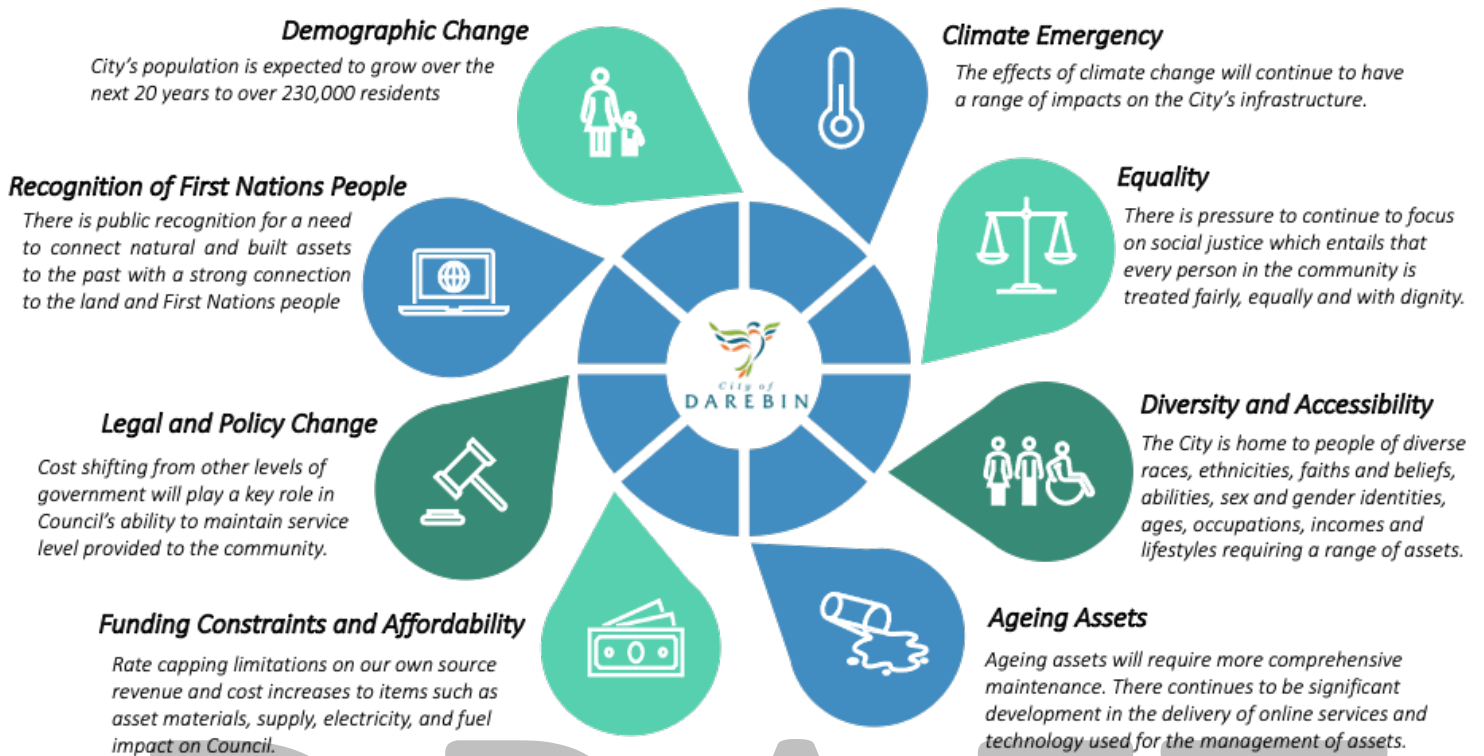 Demographic Change
City's population is expected to grow over the
next 20 years to over 230,000 residents
Climate Emergency
The effects of climate change will continue to have
a range of impacts on the City's infrastructure.
Recognition of First Nations People
There is public recognition for a need
to connect natural and built assets
to the past with a strong connection
to the land and First Nations people
Equality
There is pressure to continue to focus
on social justice which entails that
every person in the community is
treated fairly, equally and with dignity.
City of
DAREBIN
Legal and Policy Change
Cost shifting from other levels of
government will play a key role in
Council's ability to maintain service
level provided to the community.
Diversity and Accessibility
The City is home to people of diverse
races, ethnicities, faiths and beliefs,
abilities, sex and gender identities,
ages, occupations, incomes and
lifestyles requiring a range of assets.
Funding Constraints and Affordability
Rate capping limitations on our own source
revenue and cost increases to items such as
asset materials, supply, electricity, and fuel
impact on Council.
Ageing Assets
Ageing assets will require more comprehensive
maintenance. There continues to be significant
development in the delivery of online services and
technology used for the management of assets.